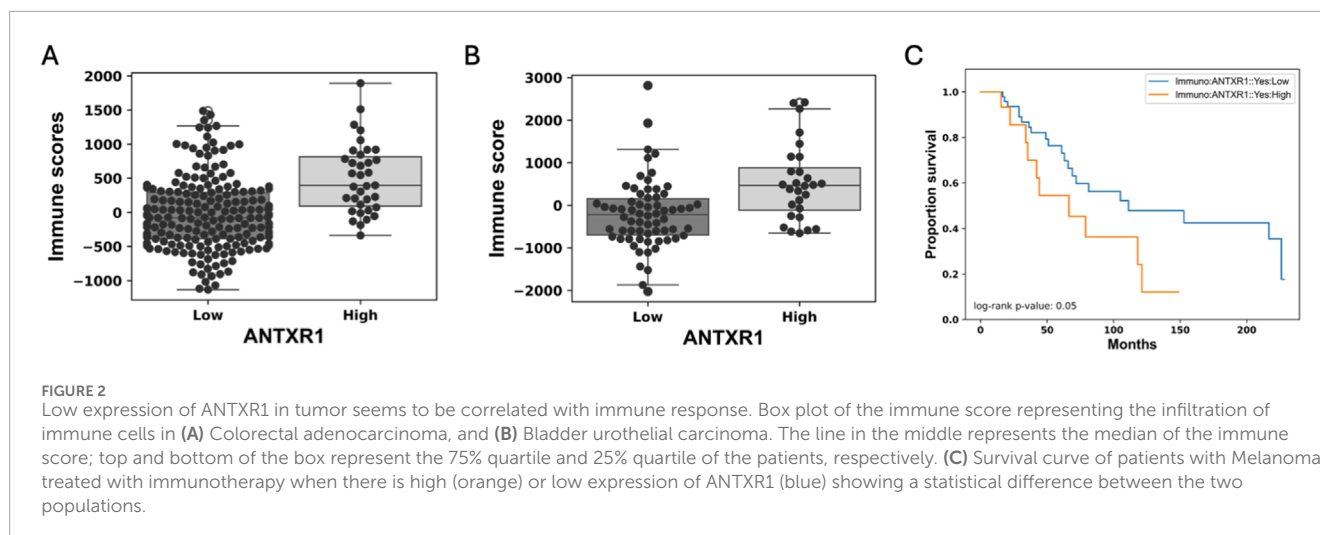 A
Immune scores
2000
1500
1000
500
0
−500
−1000
Low
High
ANTXR1
B
Immune score
3000
2000
1000
0
−1000
−2000
Low
High
ANTXR1
C
Proportion survival
1.0
0.8
0.6
0.4
0.2
0.0
Immuno:ANTXR1::Yes:Low
Immuno:ANTXR1::Yes:High
log-rank p-value: 0.05
0
50
100
150
200
Months
FIGURE 2
Low expression of ANTXR1 in tumor seems to be correlated with immune response. Box plot of the immune score representing the infiltration of
immune cells in (A) Colorectal adenocarcinoma, and (B) Bladder urothelial carcinoma. The line in the middle represents the median of the immune
score; top and bottom of the box represent the 75% quartile and 25% quartile of the patients, respectively. (C) Survival curve of patients with Melanoma
treated with immunotherapy when there is high (orange) or low expression of ANTXR1 (blue) showing a statistical difference between the two
populations.